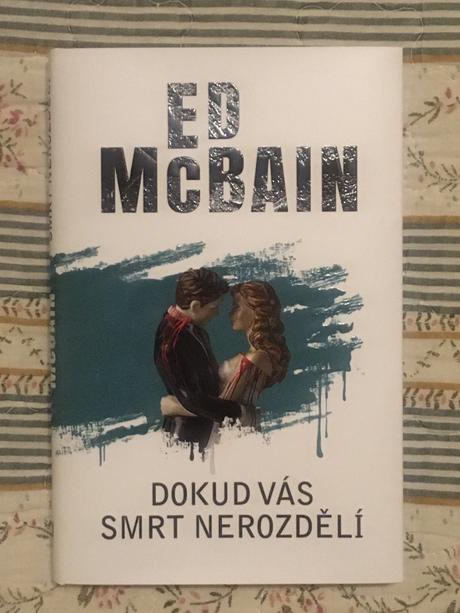 ED
McBAIN
DOKUD VÁS
SMRT NEROZDĚLÍ